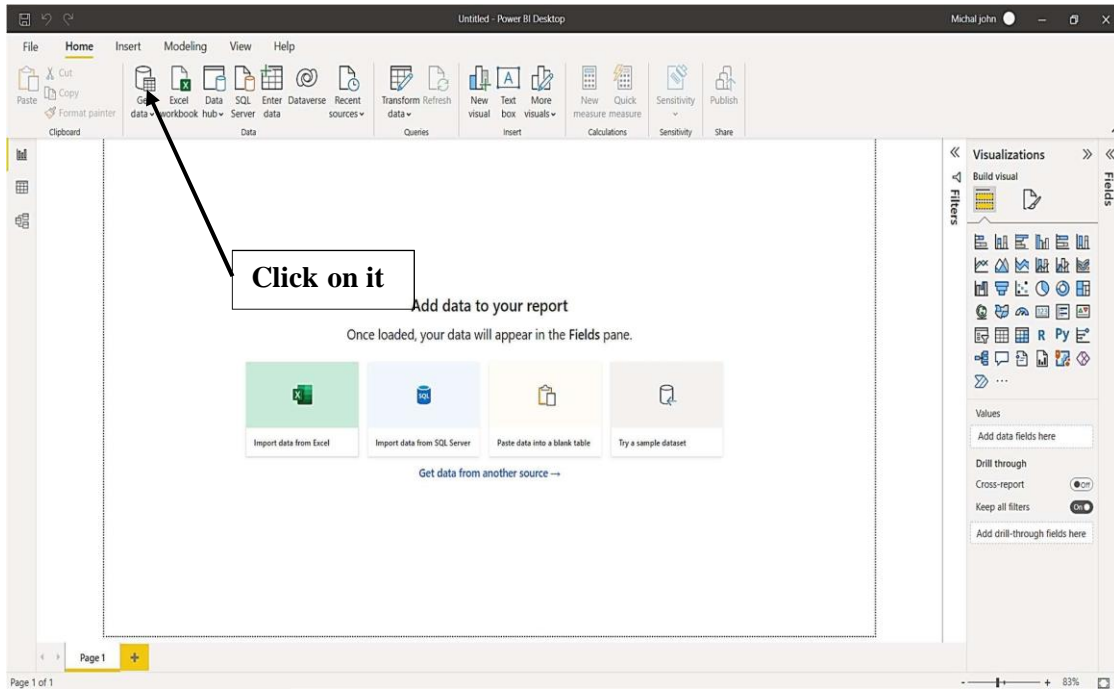 Untitled - Power BI Desktop
Michal john
File Home Insert Modeling View Help
Paste
Cut
Copy
Format painter
Clipboard
Get data
Excel workbook
Data hub
SQL Server
Enter data
Dataverse
Recent sources
Data
Transform data
Refresh
Queries
New visual
Text box
More visuals
Insert
New measure
Quick measure
Calculations
Sensitivity
Sensitivity
Publish
Share
Click on it
Add data to your report
Once loaded, your data will appear in the Fields pane.
Import data from Excel
Import data from SQL Server
Paste data into a blank table
Try a sample dataset
Get data from another source →
Filters
Visualizations
Build visual
R Py
Values
Add data fields here
Drill through
Cross-report
Off
Keep all filters
On
Add drill-through fields here
Fields
Page 1
Page 1 of 1
83%